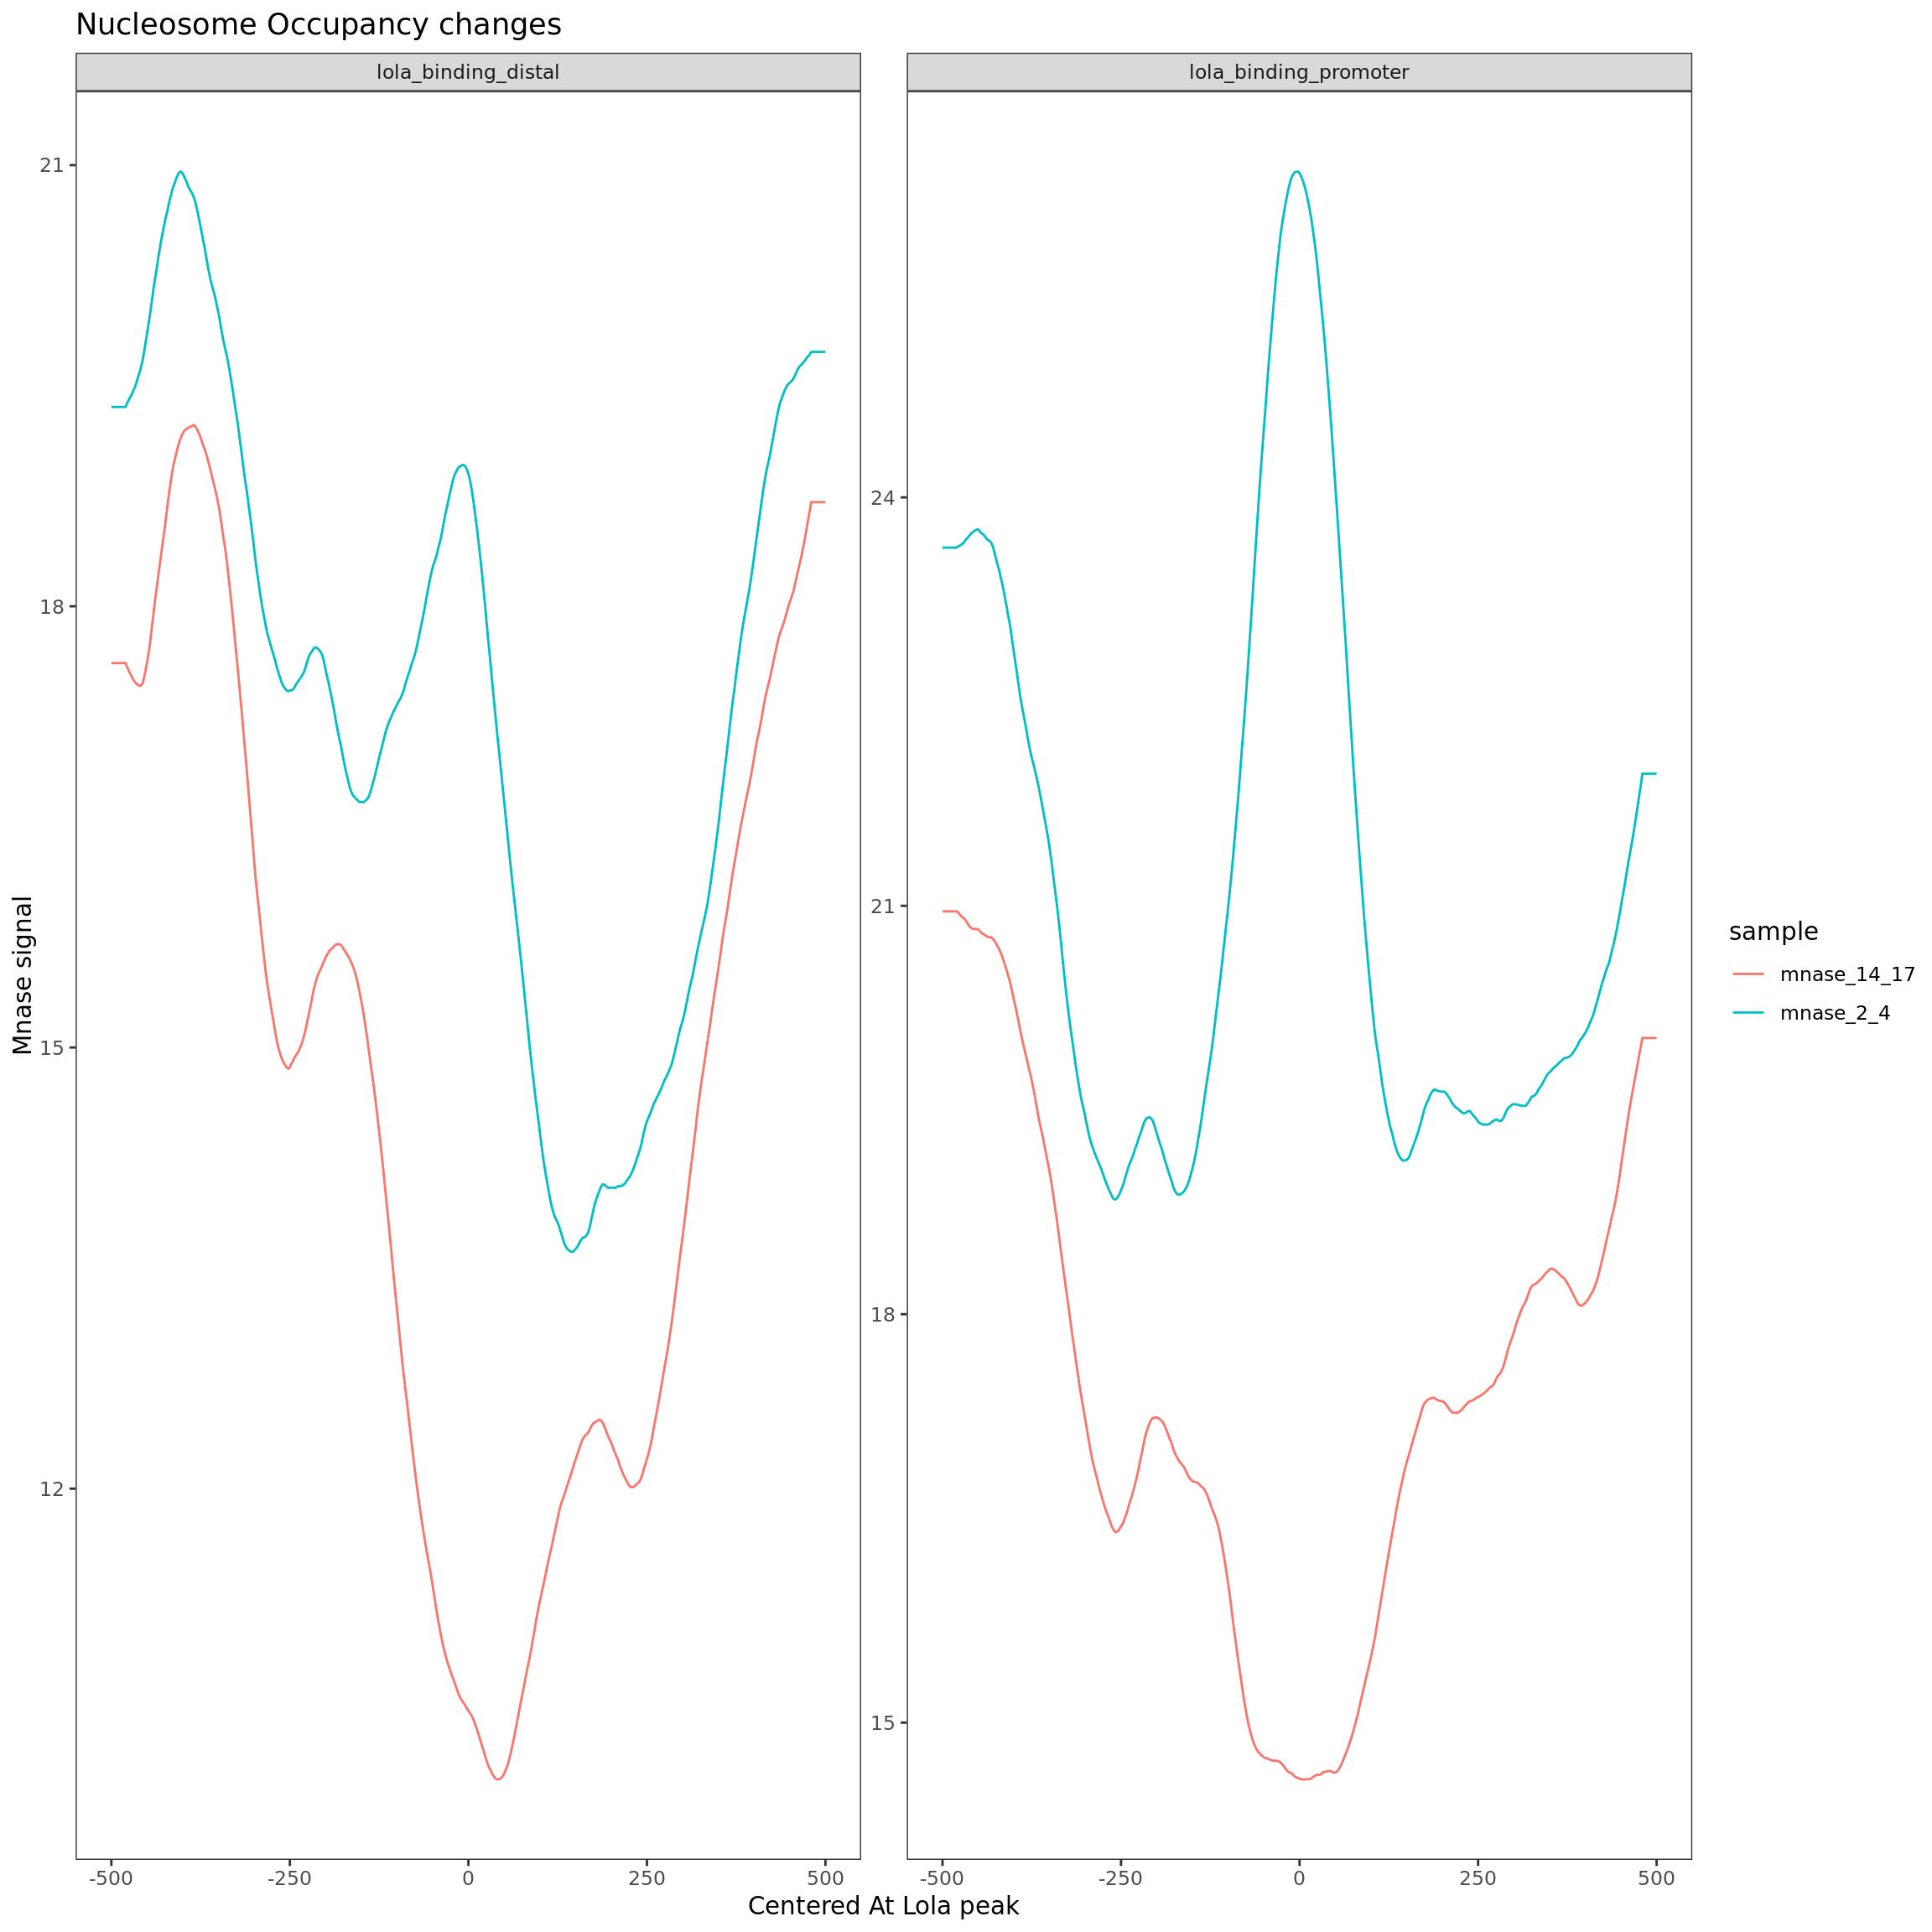 Nucleosome Occupancy changes
lola_binding_distal
lola_binding_promoter
Mnase signal
21
18
15
12
24
21
18
15
-500
-250
0
250
500
-500
-250
0
250
500
Centered At Lola peak
sample
mnase_14_17
mnase_2_4